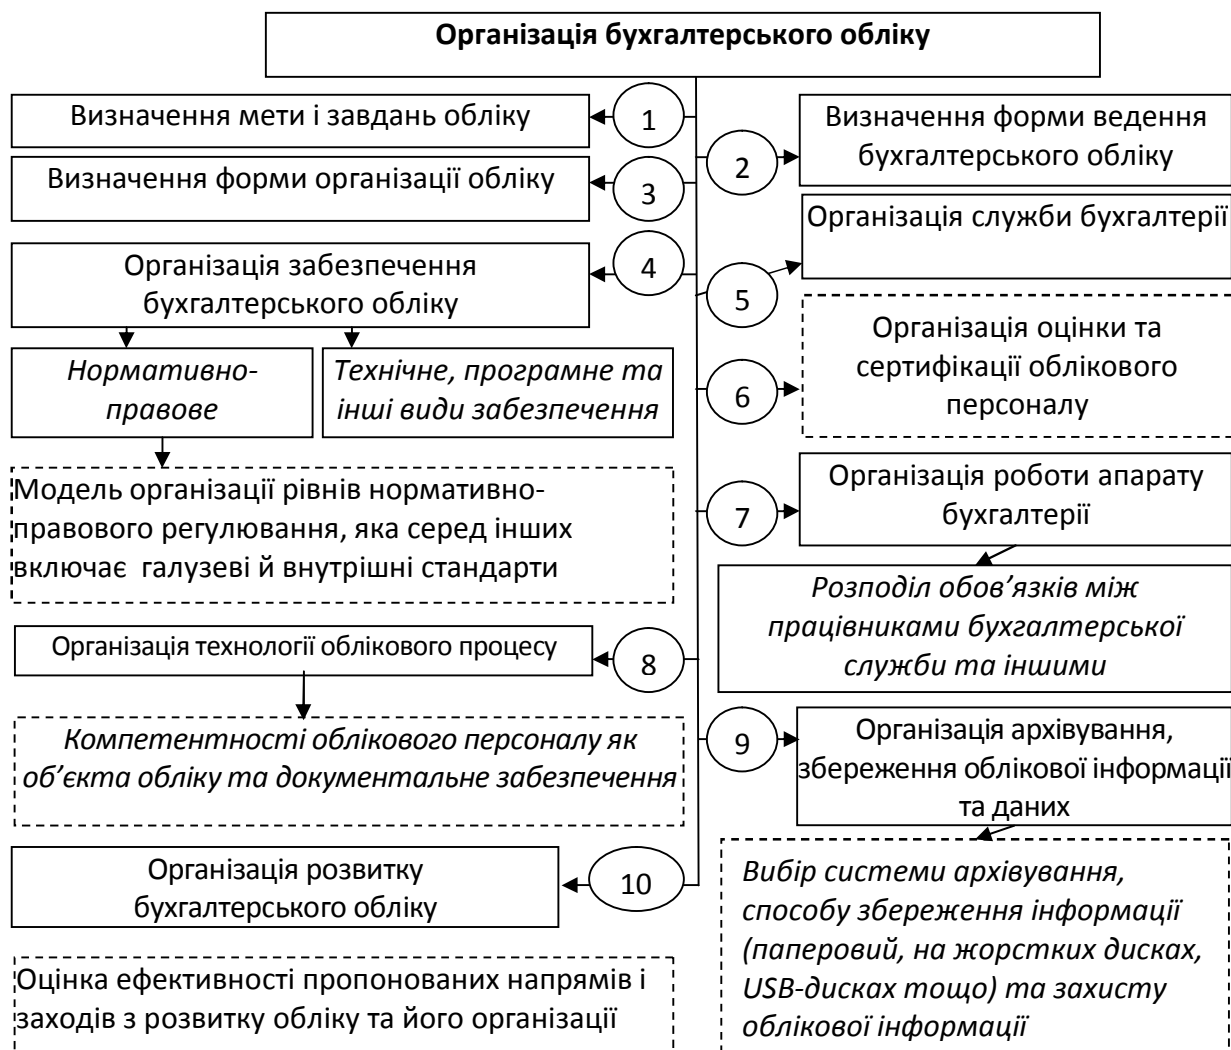 Організація бухгалтерського обліку
Визначення мети і завдань обліку
1
2
Визначення форми ведення
бухгалтерського обліку
Визначення форми організації обліку
3
Організація служби бухгалтерії
Організація забезпечення
бухгалтерського обліку
4
5
Нормативно-
правове
Технічне, програмне та
інші види забезпечення
6
Організація оцінки та
сертифікації облікового
персоналу
Модель організації рівнів нормативно-
правового регулювання, яка серед інших
включає галузеві й внутрішні стандарти
7
Організація роботи апарату
бухгалтерії
Розподіл обов’язків між
працівниками бухгалтерської
служби та іншими
Організація технології облікового процесу
8
Компетентності облікового персоналу як
об’єкта обліку та документальне забезпечення
9
Організація архівування,
збереження облікової інформації
та даних
Організація розвитку
бухгалтерського обліку
10
Вибір системи архівування,
способу збереження інформації
(паперовий, на жорстких дисках,
USB-дисках тощо) та захисту
облікової інформації
Оцінка ефективності пропонованих напрямів і
заходів з розвитку обліку та його організації